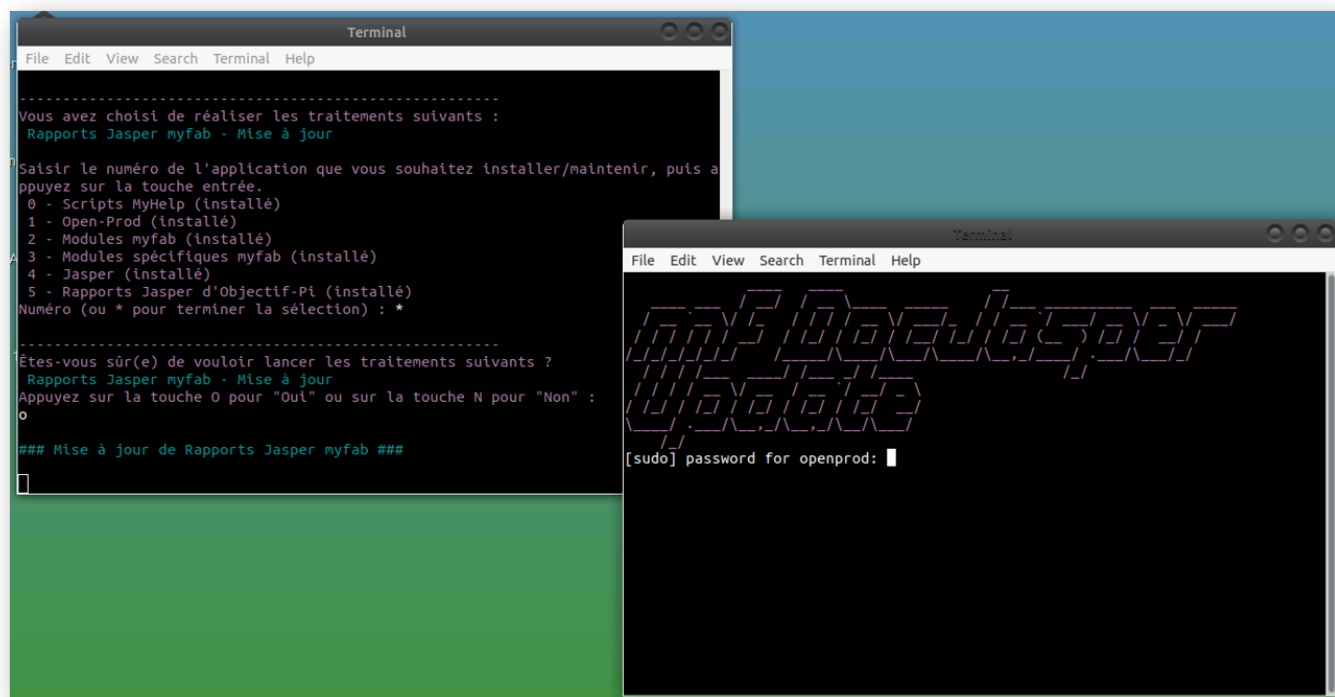 Terminal
File Edit View Search Terminal Help
-------------------------------------------------------
Vous avez choisi de réaliser les traitements suivants :
Rapports Jasper myfab - Mise à jour
Saisir le numéro de l'application que vous souhaitez installer/maintenir, puis a
ppuyez sur la touche entrée.
0 - Scripts MyHelp (installé)
1 - Open-Prod (installé)
2 - Modules myfab (installé)
3 - Modules spécifiques myfab (installé)
4 - Jasper (installé)
5 - Rapports Jasper d'Objectif-Pi (installé)
Numéro (ou * pour terminer la sélection) : *
-------------------------------------------------------
Êtes-vous sûr(e) de vouloir lancer les traitements suivants ?
Rapports Jasper myfab - Mise à jour
Appuyez sur la touche O pour "Oui" ou sur la touche N pour "Non" :
o
### Mise à jour de Rapports Jasper myfab ###
Terminal
File Edit View Search Terminal Help
mf DocJasper
Update
[sudo] password for openprod: